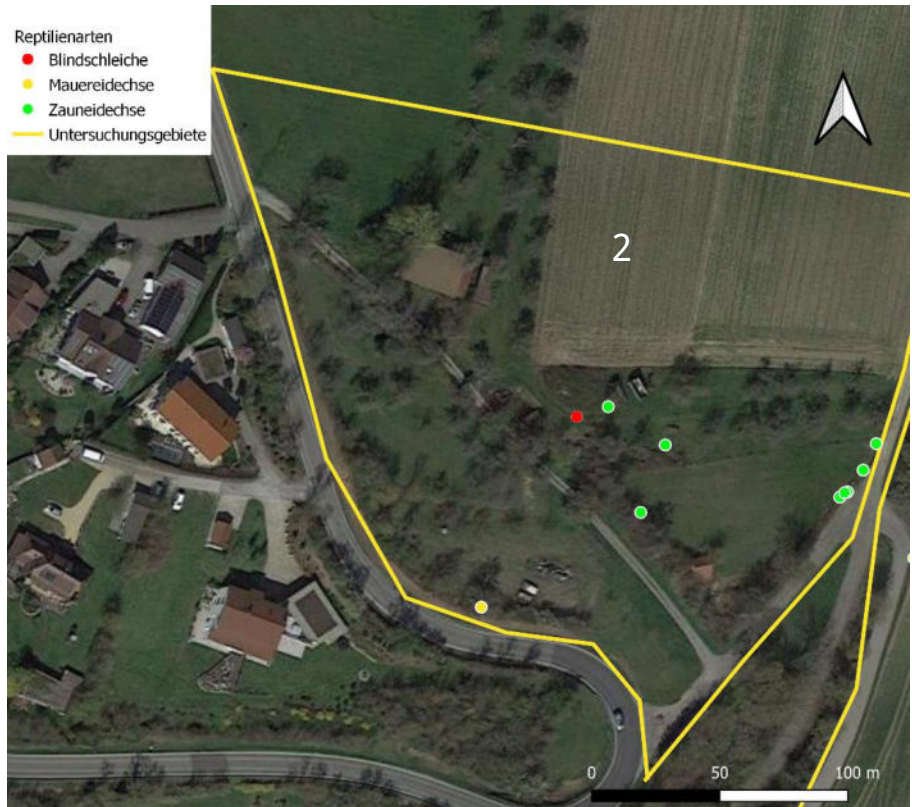 Reptilienarten
Blindschleiche
Mauereidechse
Zauneidechse
Untersuchungsgebiete
2
0 50 100 m